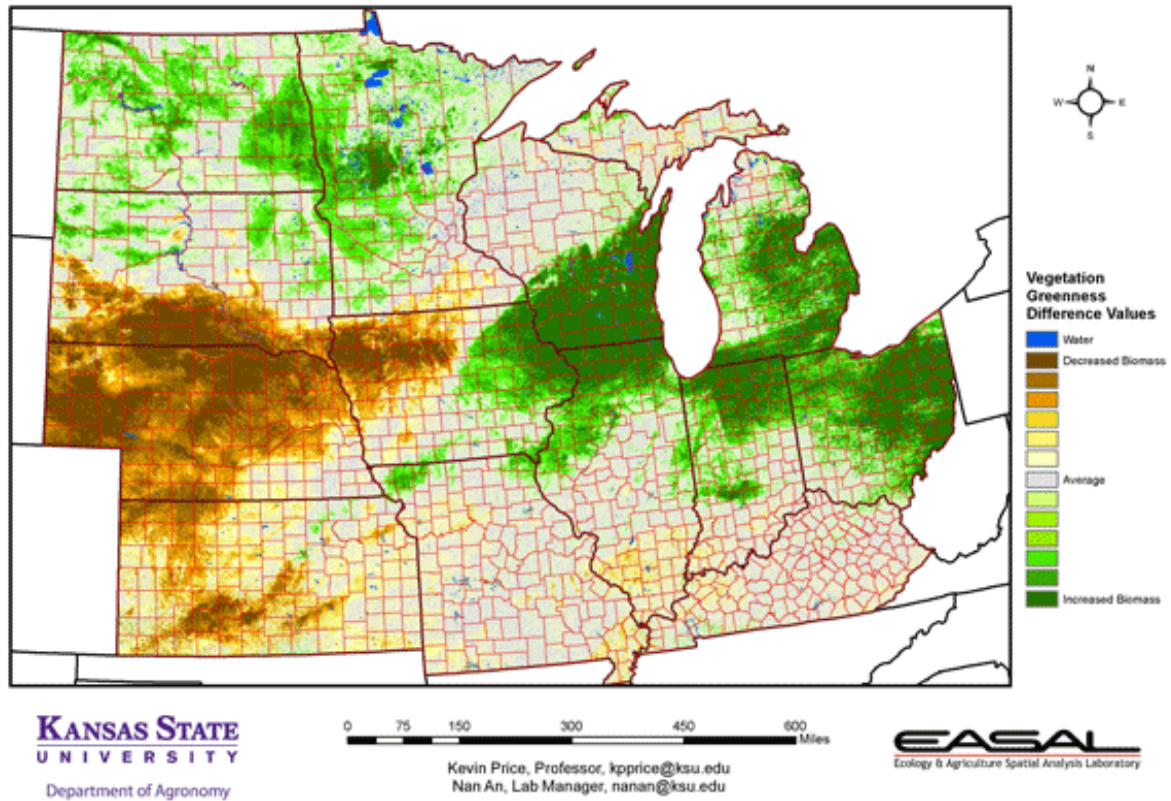 N
W
E
S
Vegetation
Greenness
Difference Values
Water
Decreased Biomass
Average
Increased Biomass
KANSAS STATE
UNIVERSITY
Department of Agronomy
0 75 150 300 450 600
Miles
Kevin Price, Professor, kpprice@ksu.edu
Nan An, Lab Manager, nanan@ksu.edu
EASAL
Ecology & Agriculture Spatial Analysis Laboratory